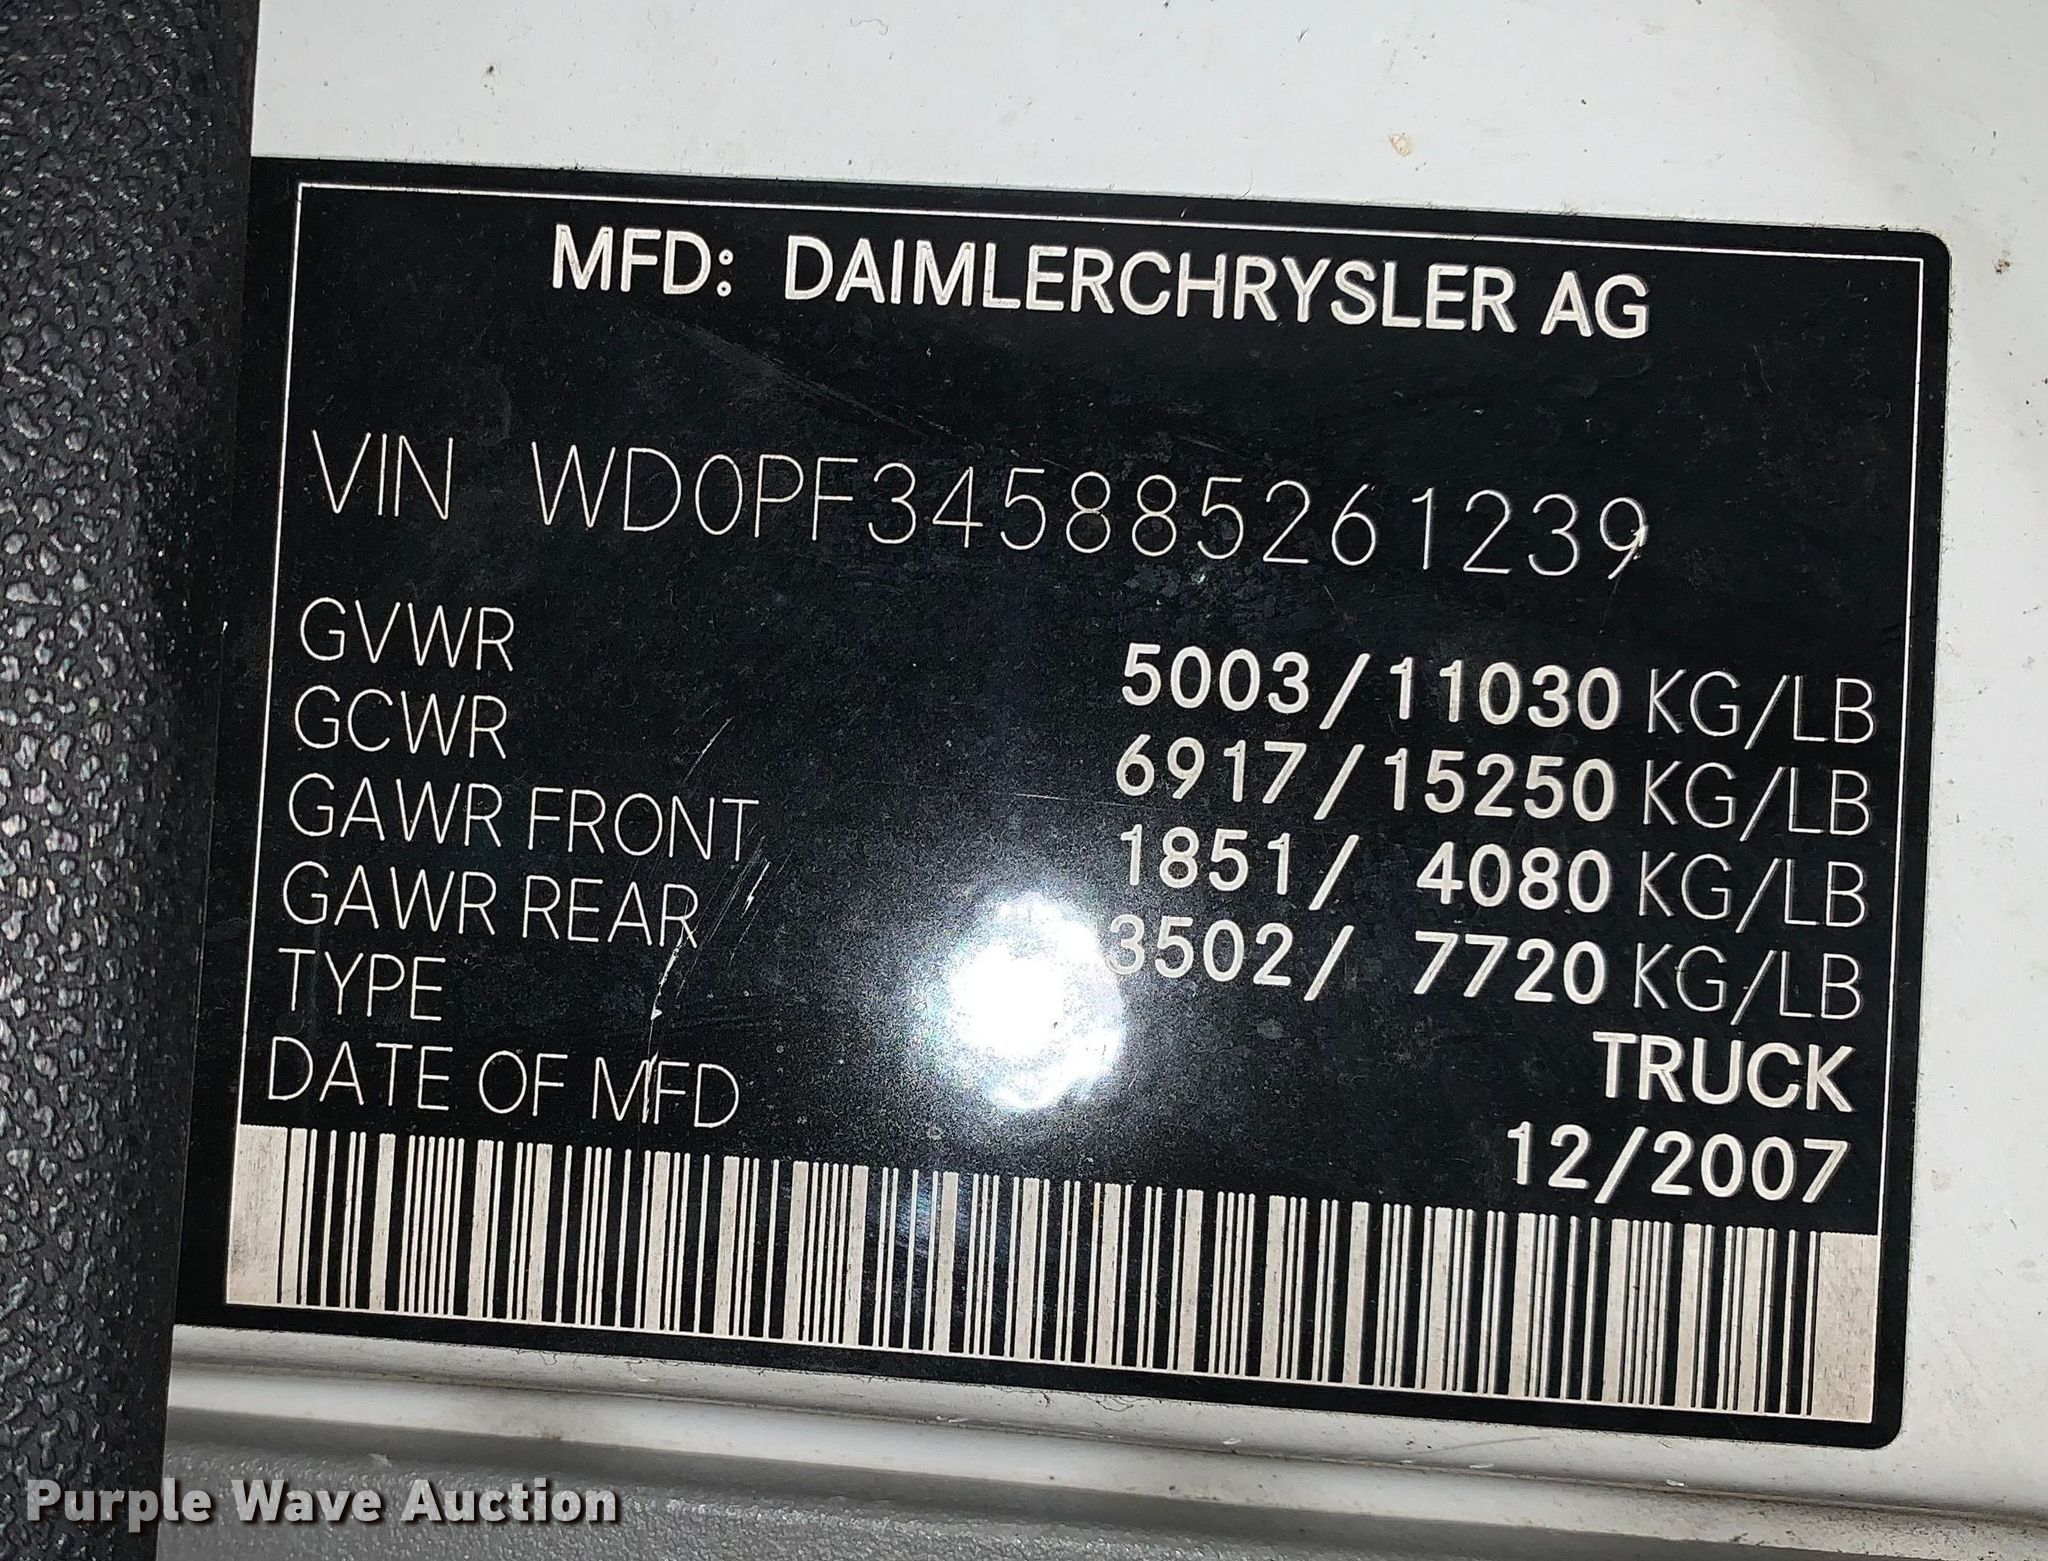 MFD: DAIMLERCHRYSLER AG
VIN WD0PF345885261239
GVWR 5003/11030 KG/LB
GCWR 6917/15250 KG/LB
GAWR FRONT 1851/ 4080 KG/LB
GAWR REAR 3502/ 7720 KG/LB
TYPE TRUCK
DATE OF MFD 12/2007
Purple Wave Auction